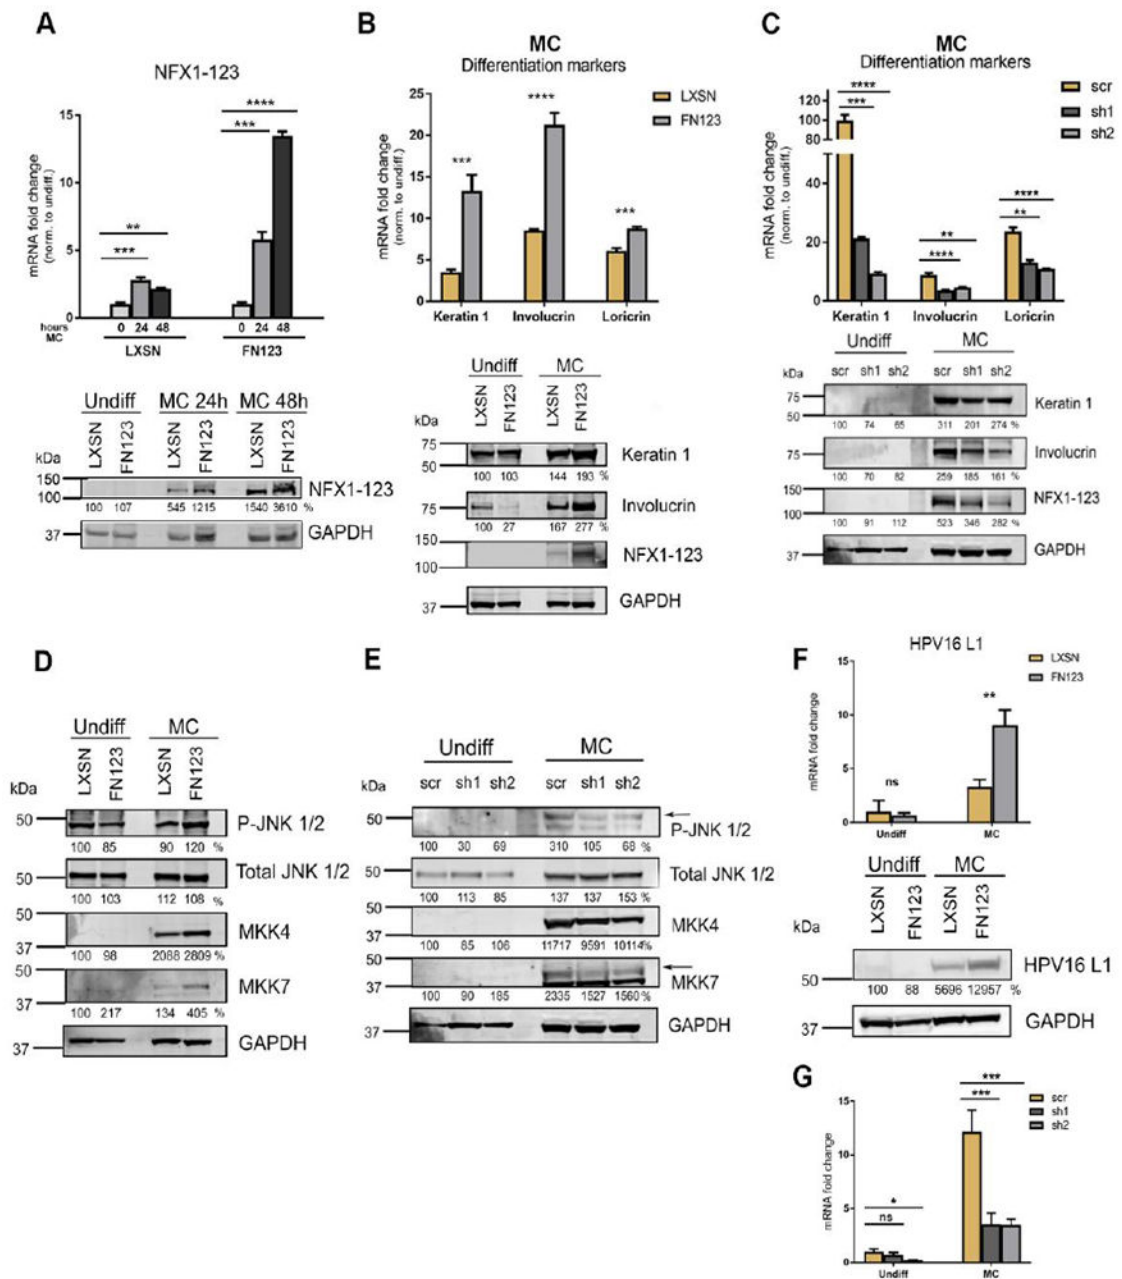 A
NFX1-123
mRNA fold change
(norm. to undiff.)
15
10
5
0
***
**
***
****
hours
MC
0 24 48
0 24 48
LXSN
FN123
Undiff MC 24h MC 48h
kDa
LXSN FN123 LXSN FN123 LXSN FN123
150
100
NFX1-123
100 107 545 1215 1540 3610 %
37
GAPDH
B
MC
Differentiation markers
mRNA fold change
(norm. to undiff.)
25
20
15
10
5
0
***
****
***
LXSN
FN123
Keratin 1 Involucrin Loricrin
Undiff MC
kDa
LXSN FN123 LXSN FN123
75
50
Keratin 1
100 103 144 193 %
75
Involucrin
100 27 167 277 %
150
100
NFX1-123
37
GAPDH
C
MC
Differentiation markers
mRNA fold change
(norm. to undiff.)
120
100
80
40
20
0
****
***
**
****
****
**
scr
sh1
sh2
Keratin 1 Involucrin Loricrin
Undiff MC
kDa
scr sh1 sh2 scr sh1 sh2
75
50
Keratin 1
100 74 65 311 201 274 %
75
Involucrin
100 70 82 259 185 161 %
150
100
NFX1-123
100 91 112 523 346 282 %
37
GAPDH
D
Undiff MC
kDa
LXSN FN123 LXSN FN123
50
P-JNK 1/2
100 85 90 120 %
50
Total JNK 1/2
100 103 112 108 %
50
37
MKK4
100 98 2088 2809 %
50
37
MKK7
100 217 134 405 %
37
GAPDH
E
Undiff MC
kDa
scr sh1 sh2 scr sh1 sh2
50
P-JNK 1/2
100 30 69 310 105 68 %
50
Total JNK 1/2
100 113 85 137 137 153 %
50
37
MKK4
100 85 106 11717 9591 10114%
50
37
MKK7
100 90 185 2335 1527 1560 %
37
GAPDH
F
HPV16 L1
mRNA fold change
15
10
5
0
ns
**
LXSN
FN123
Undiff MC
Undiff MC
kDa
LXSN FN123 LXSN FN123
50
HPV16 L1
100 88 5696 12957 %
37
GAPDH
G
mRNA fold change
15
10
5
0
*
ns
***
***
scr
sh1
sh2
Undiff MC